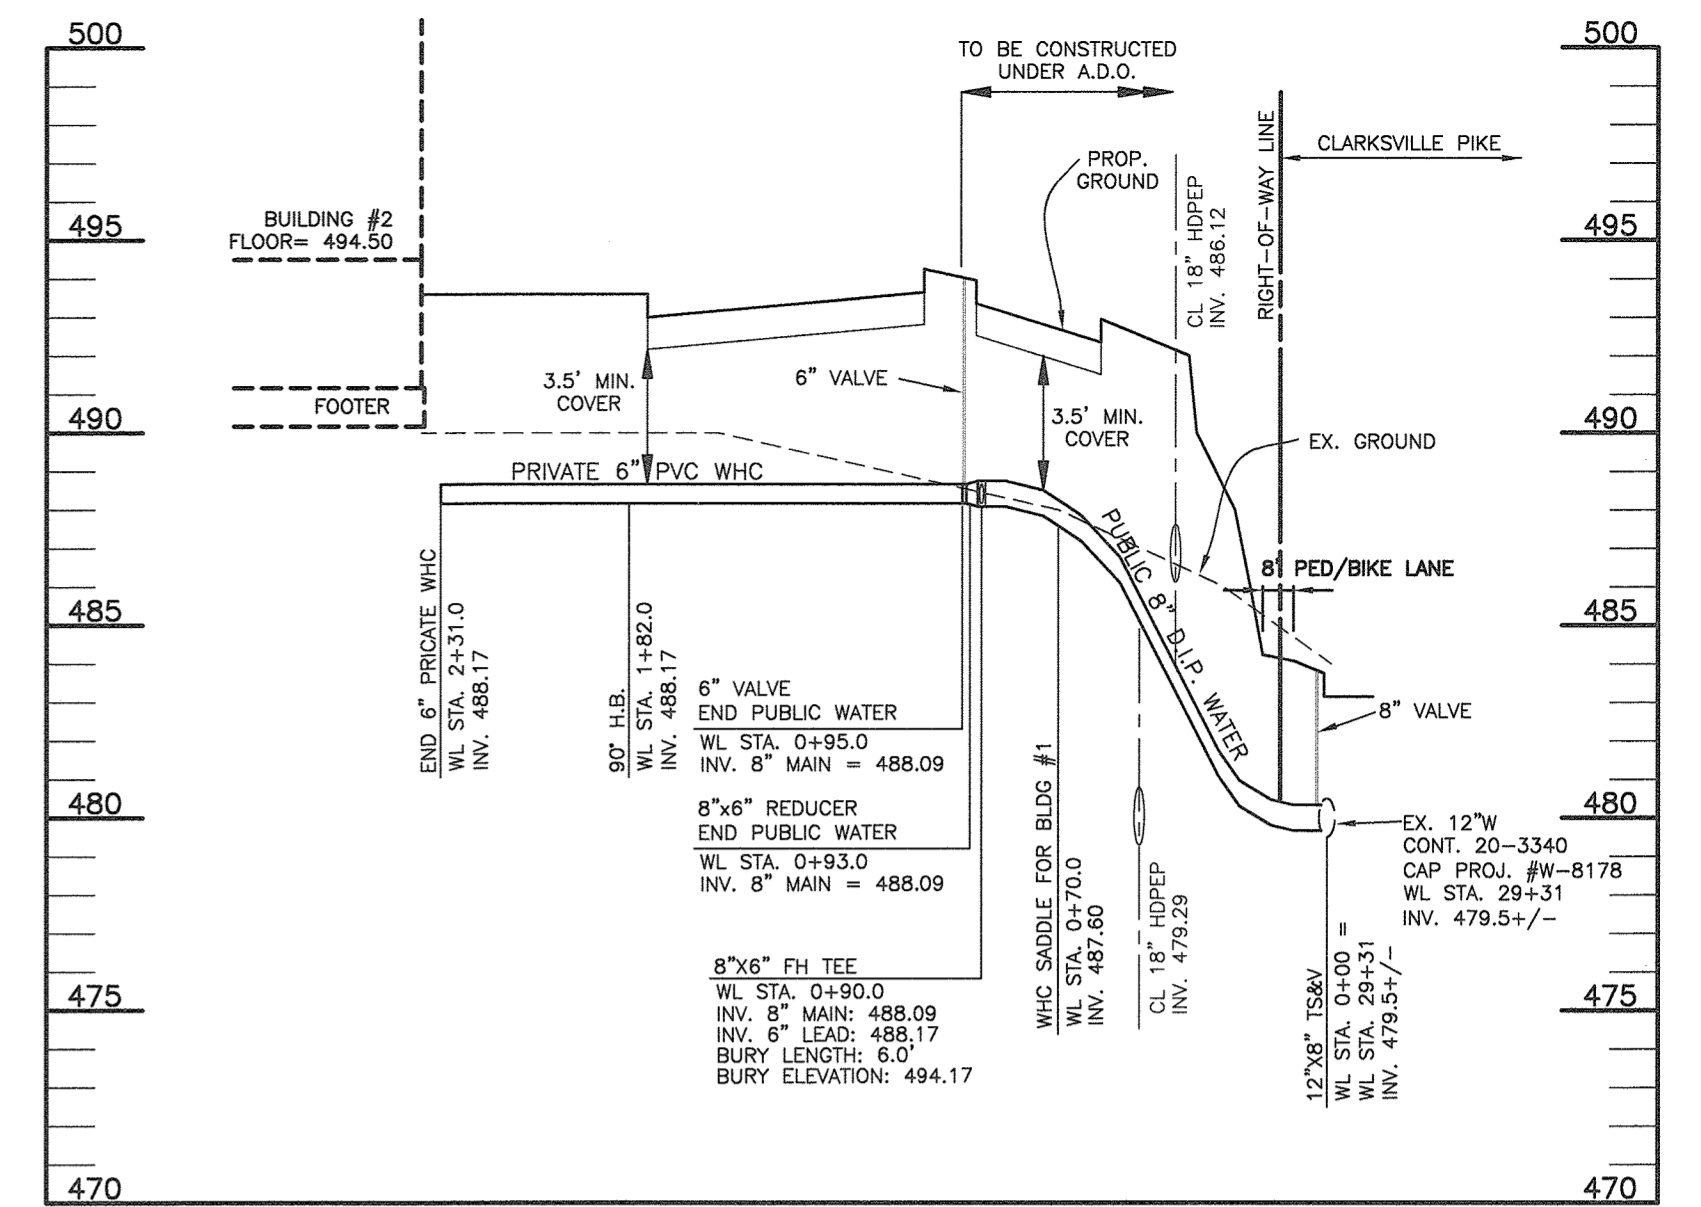 500
500
TO BE CONSTRUCTED
UNDER A.D.O.
CLARKSVILLE PIKE
RIGHT-OF-WAY LINE
PROP.
GROUND
CL 18" HDPEP
INV. 486.12
BUILDING #2
FLOOR= 494.50
495
495
6" VALVE
3.5' MIN.
COVER
FOOTER
3.5' MIN.
COVER
490
490
EX. GROUND
PRIVATE 6" PVC WHC
PUBLIC 8" D.I.P. WATER
8' PED/BIKE LANE
485
485
END 6" PRICATE WHC
WL STA. 2+31.0
INV. 488.17
90° H.B.
WL STA. 1+82.0
INV. 488.17
6" VALVE
END PUBLIC WATER
WL STA. 0+95.0
INV. 8" MAIN = 488.09
8" VALVE
8"x6" REDUCER
END PUBLIC WATER
WL STA. 0+93.0
INV. 8" MAIN = 488.09
480
480
EX. 12"W
CONT. 20-3340
CAP PROJ. #W-8178
WL STA. 29+31
INV. 479.5+/-
WHC SADDLE FOR BLDG #1
WL STA. 0+70.0
INV. 487.60
CL 18" HDPEP
INV. 479.29
8"X6" FH TEE
WL STA. 0+90.0
INV. 8" MAIN: 488.09
INV. 6" LEAD: 488.17
BURY LENGTH: 6.0'
BURY ELEVATION: 494.17
12"X8" TS&V
WL STA. 0+00 =
WL STA. 29+31
INV. 479.5+/-
475
475
470
470